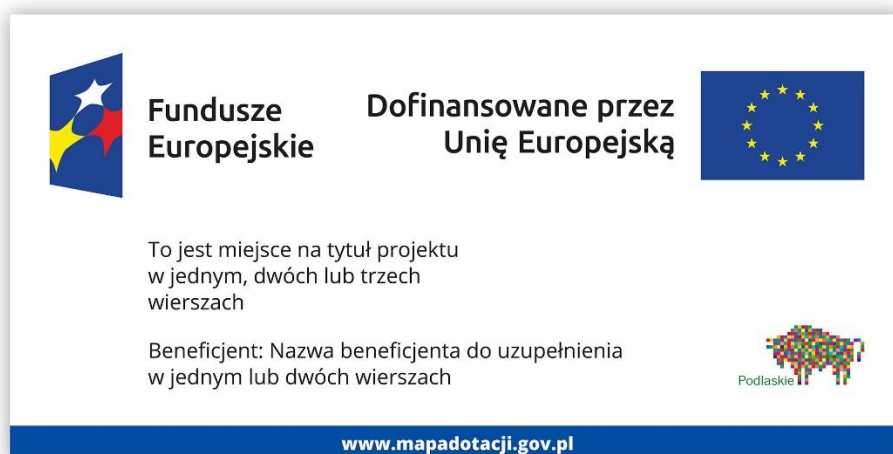 Fundusze
Europejskie
Dofinansowane przez
Unię Europejską
To jest miejsce na tytuł projektu
w jednym, dwóch lub trzech
wierszach
Beneficjent: Nazwa beneficjenta do uzupełnienia
w jednym lub dwóch wierszach
Podlaskie
www.mapadotacji.gov.pl